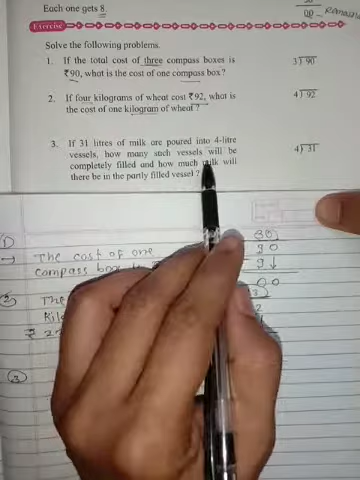 Each one gets 8.
00 Remaind
Exercise
Solve the following problems.
1. If the total cost of three compass boxes is
₹90, what is the cost of one compass box?
3)90
2. If four kilograms of wheat cost ₹92, what is
the cost of one kilogram of wheat?
4)92
3. If 31 litres of milk are poured into 4-litre
vessels, how many such vessels will be
completely filled and how much milk will
there be in the partly filled vessel?
4)31
1
→ The cost of one
compass box is
90
9↓
00
2
The
Kilo
₹ 2
3